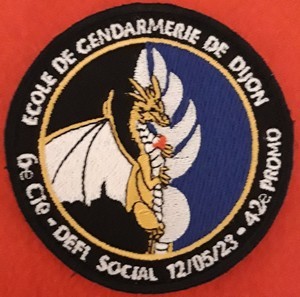 ECOLE DE GENDARMERIE DE DIJON
6e Cie - DEFI SOCIAL 12/05/23 - 42e PROMO